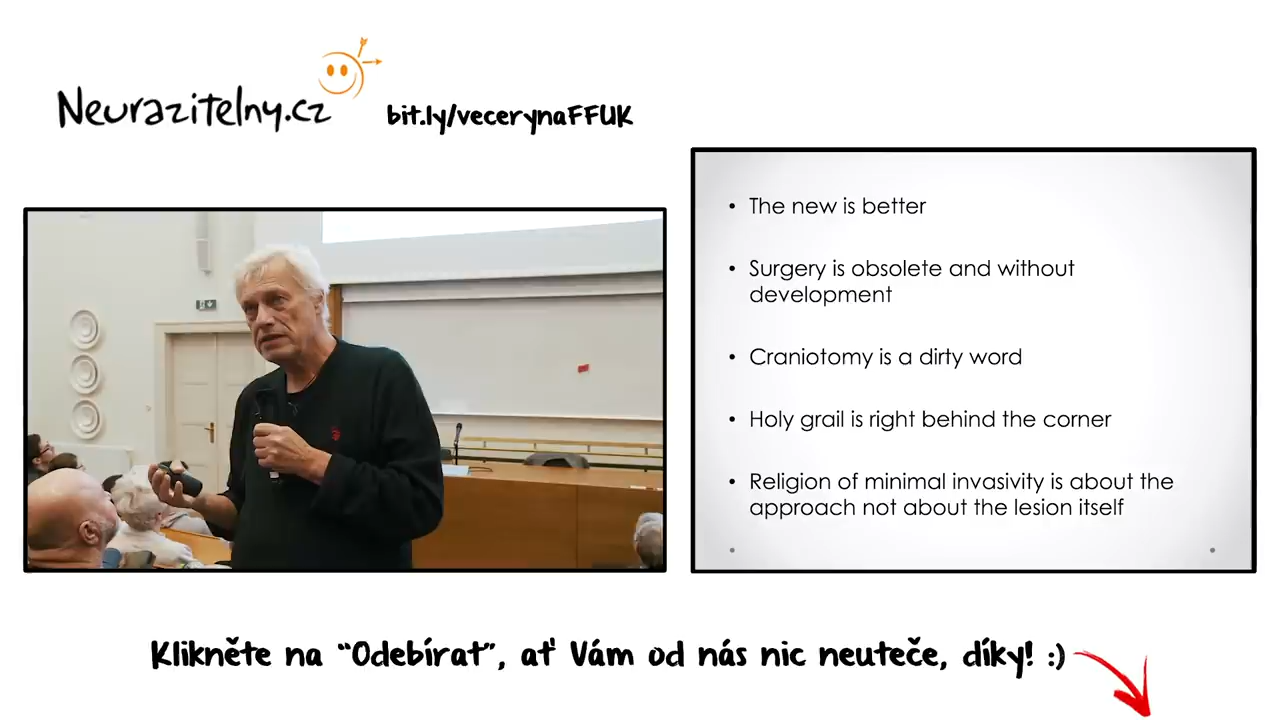 Neurazitelny.cz
bit.ly/vecerynaFFUK
• The new is better
• Surgery is obsolete and without
development
• Craniotomy is a dirty word
• Holy grail is right behind the corner
• Religion of minimal invasivity is about the
approach not about the lesion itself
Klikněte na “Odebírat”, ať Vám od nás nic neuteče, díky! :)